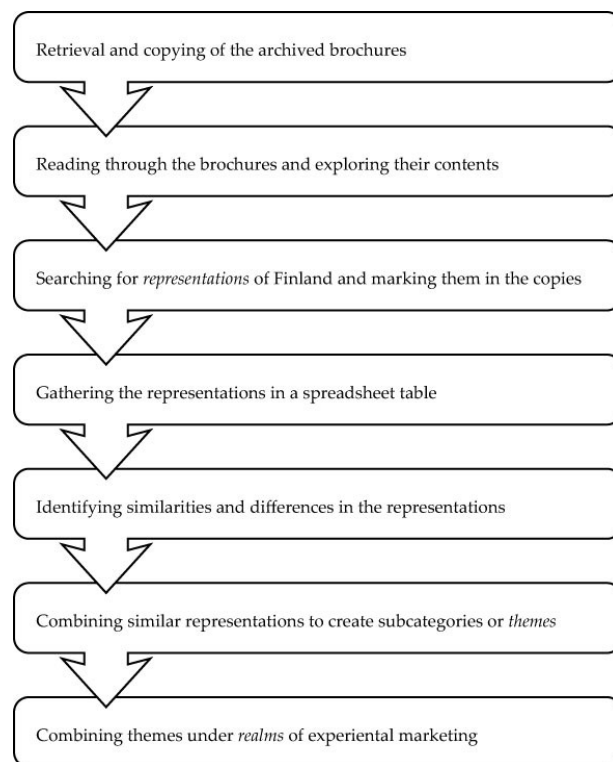 Retrieval and copying of the archived brochures
Reading through the brochures and exploring their contents
Searching for representations of Finland and marking them in the copies
Gathering the representations in a spreadsheet table
Identifying similarities and differences in the representations
Combining similar representations to create subcategories or themes
Combining themes under realms of experiental marketing